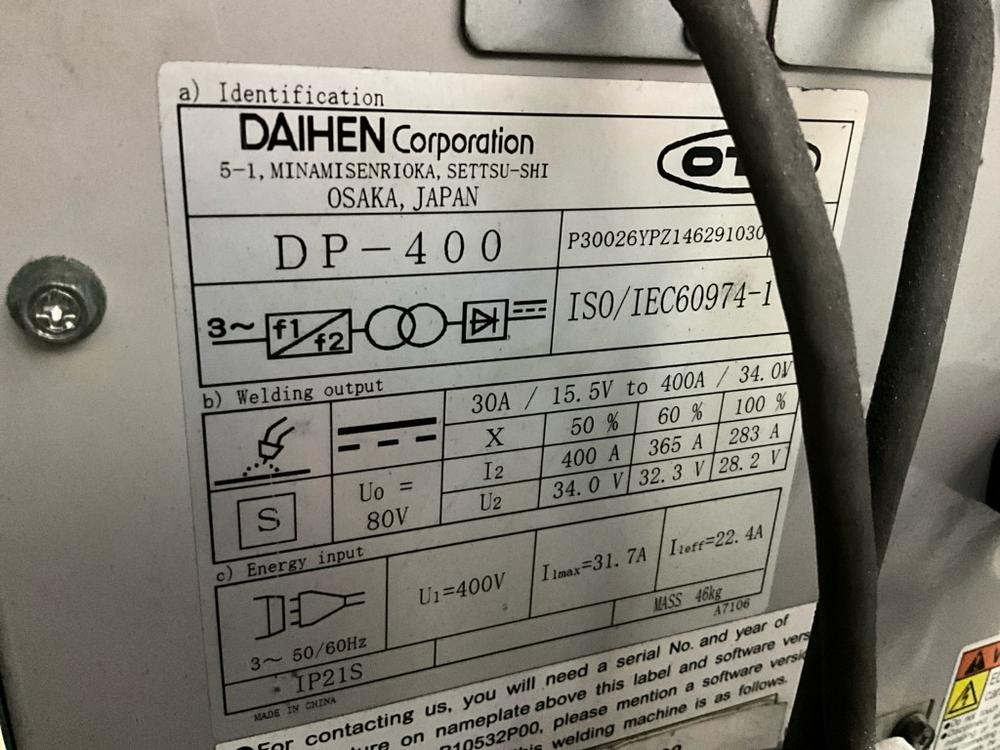 a) Identification
DAIHEN Corporation
5-1, MINAMISENRIOKA, SETTSU-SHI
OSAKA, JAPAN
DP-400
P30026YPZ146291030
3~ f1 f2
ISO/IEC60974-1
b) Welding output
30A / 15.5V to 400A / 34.0V
X 50 % 60 % 100 %
I2 400 A 365 A 283 A
U2 34.0 V 32.3 V 28.2 V
S
U0 =
80V
c) Energy input
3~ 50/60Hz
U1=400V
I1max=31.7A
I1eff=22.4A
MASS 46kg
IP21S
A7106
MADE IN CHINA
For contacting us, you will need a serial No. and year of
on nameplate above this label and software
P10532P00, please mention a software
this welding machine is as follows.